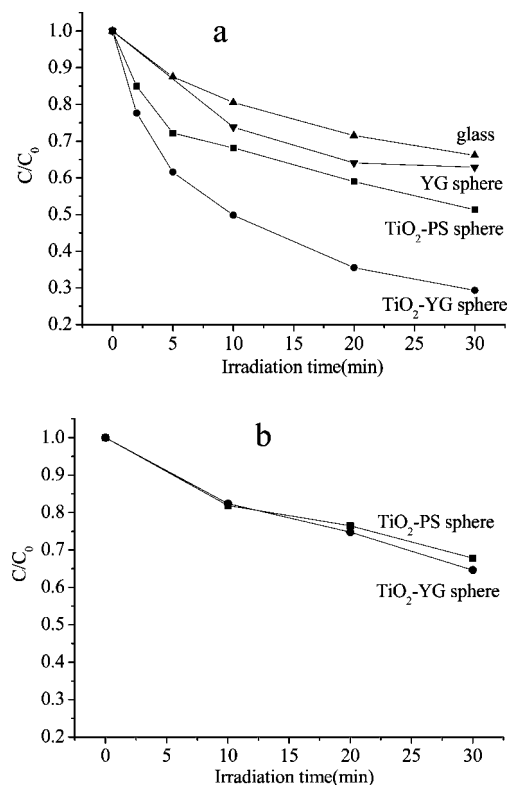 a
1.0
0.9
0.8
0.7
0.6
0.5
0.4
0.3
0.2
C/C0
glass
YG sphere
TiO2-PS sphere
TiO2-YG sphere
0 5 10 15 20 25 30
Irradiation time(min)
b
1.0
0.9
0.8
0.7
0.6
0.5
0.4
0.3
0.2
C/C0
TiO2-PS sphere
TiO2-YG sphere
0 5 10 15 20 25 30
Irradiation time(min)